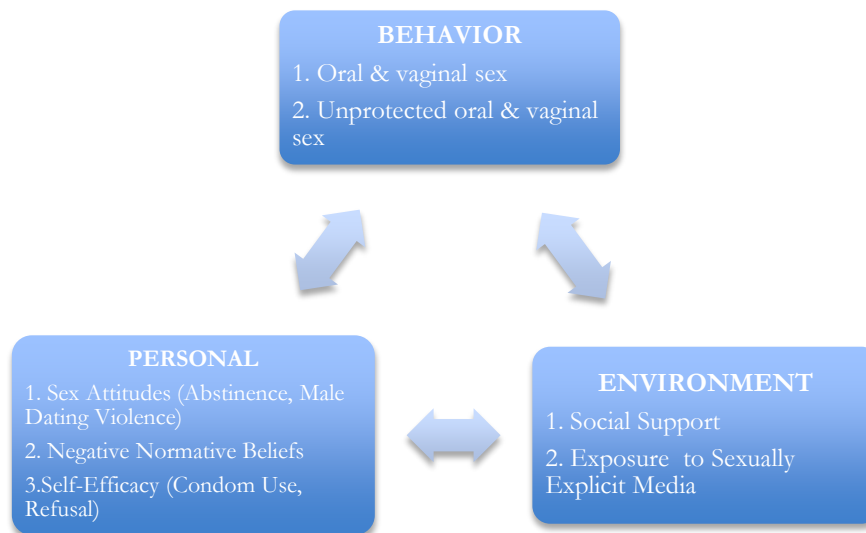 BEHAVIOR
1. Oral & vaginal sex
2. Unprotected oral & vaginal
sex
PERSONAL
1. Sex Attitudes (Abstinence, Male
Dating Violence)
2. Negative Normative Beliefs
3.Self-Efficacy (Condom Use,
Refusal)
ENVIRONMENT
1. Social Support
2. Exposure  to Sexually
Explicit Media